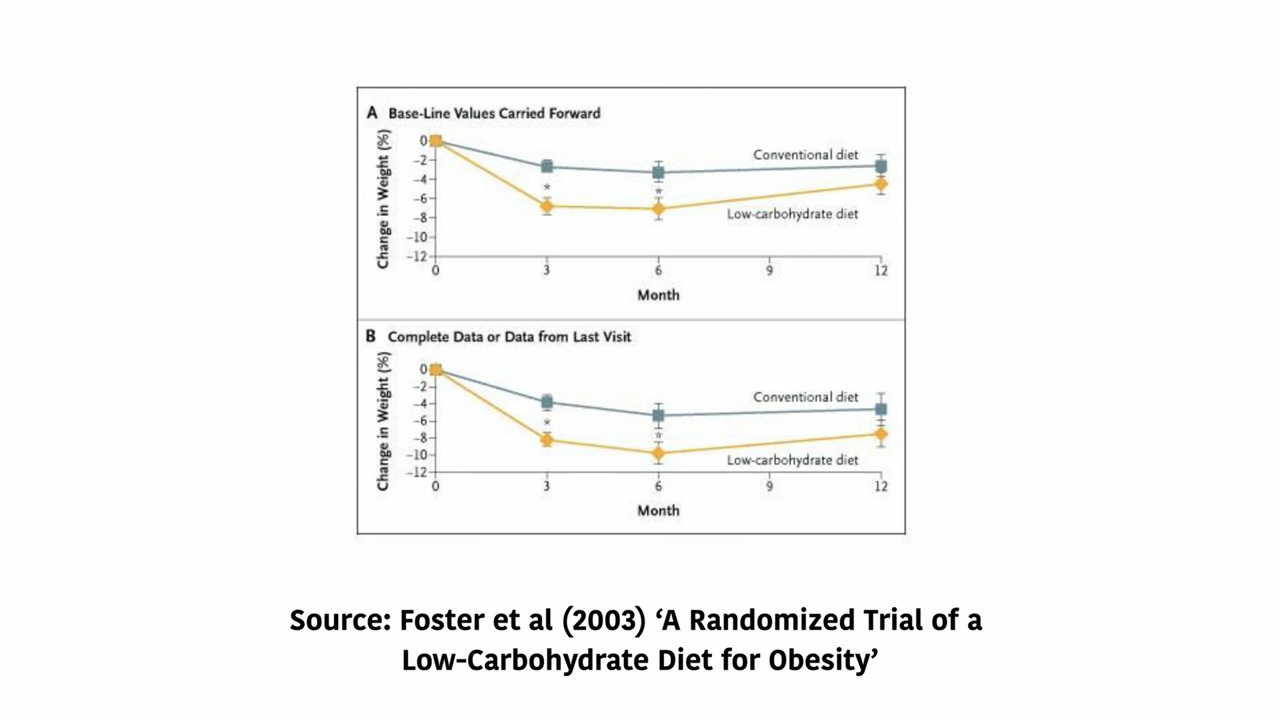 A Base-Line Values Carried Forward
Change in Weight (%)
0
−2
−4
−6
−8
−10
−12
Conventional diet
*
*
Low-carbohydrate diet
0 3 6 9 12
Month
B Complete Data or Data from Last Visit
Change in Weight (%)
0
−2
−4
−6
−8
−10
−12
Conventional diet
*
*
Low-carbohydrate diet
0 3 6 9 12
Month
Source: Foster et al (2003) ‘A Randomized Trial of a
Low-Carbohydrate Diet for Obesity’